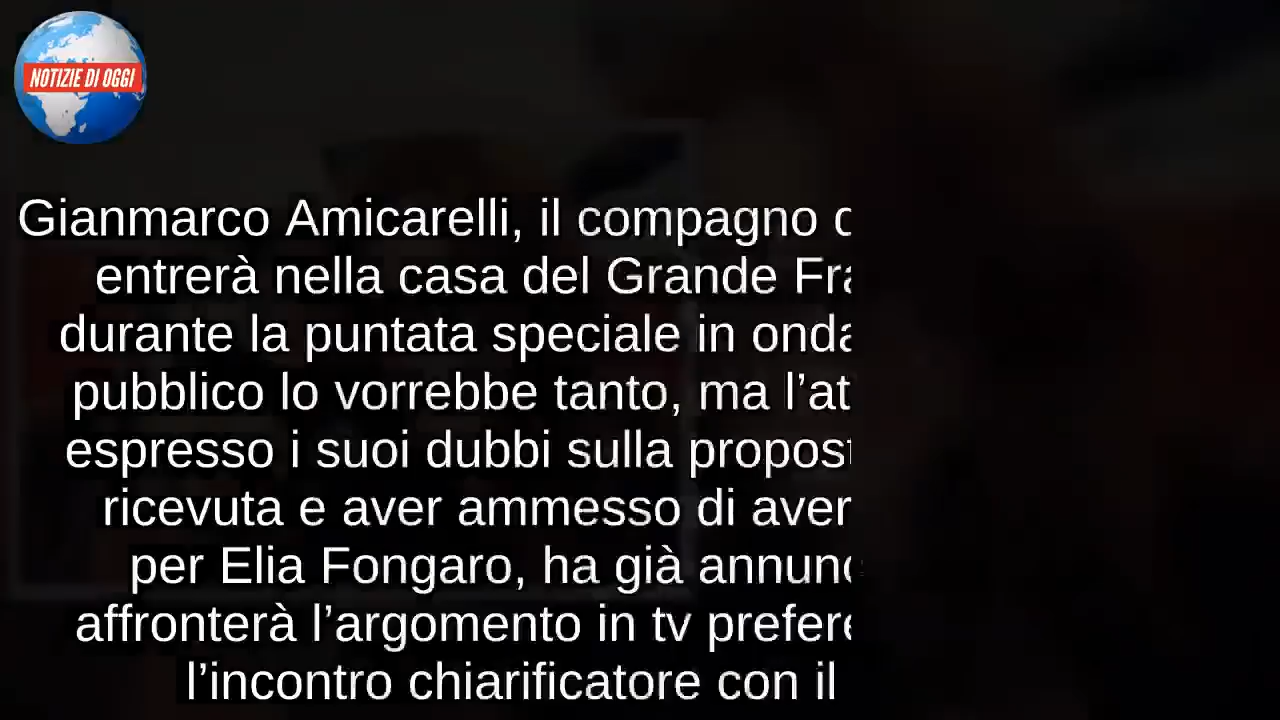 NOTIZIE DI OGGI
Gianmarco Amicarelli, il compagno
entrerà nella casa del Grande
durante la puntata speciale in onda
pubblico lo vorrebbe tanto, ma
espresso i suoi dubbi sulla
ricevuta e aver ammesso di aver
per Elia Fongaro, ha già
affronterà l’argomento in tv
l’incontro chiarificatore con il